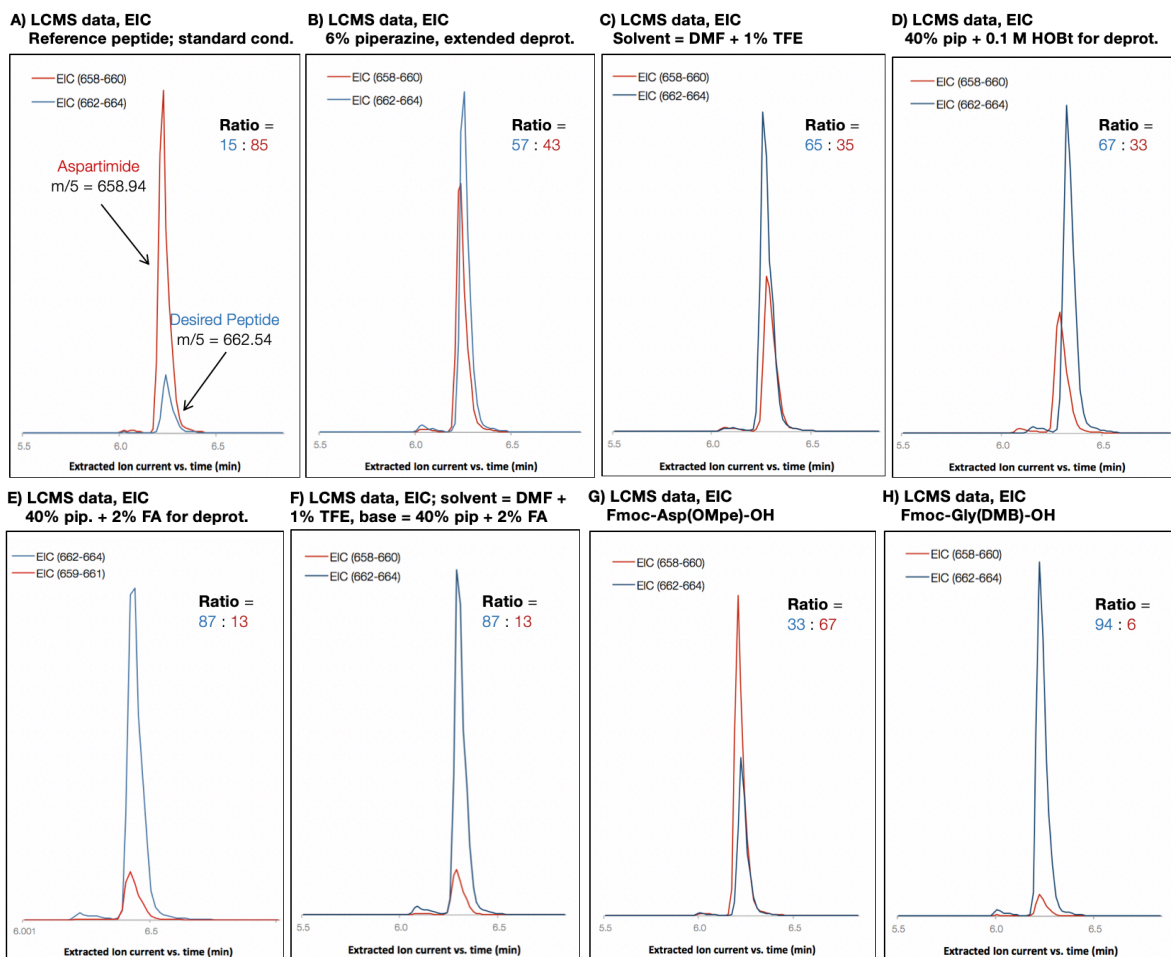 A) LCMS data, EIC
Reference peptide; standard cond.
EIC (658-660)
EIC (662-664)
Ratio =
15 : 85
Aspartimide
m/5 = 658.94
Desired Peptide
m/5 = 662.54
5.5 6.0 6.5
Extracted Ion current vs. time (min)
B) LCMS data, EIC
6% piperazine, extended deprot.
EIC (658-660)
EIC (662-664)
Ratio =
57 : 43
5.5 6.0 6.5
Extracted Ion current vs. time (min)
C) LCMS data, EIC
Solvent = DMF + 1% TFE
EIC (658-660)
EIC (662-664)
Ratio =
65 : 35
5.5 6.0 6.5
Extracted Ion current vs. time (min)
D) LCMS data, EIC
40% pip + 0.1 M HOBt for deprot.
EIC (658-660)
EIC (662-664)
Ratio =
67 : 33
5.5 6.0 6.5
Extracted Ion current vs. time (min)
E) LCMS data, EIC
40% pip. + 2% FA for deprot.
EIC (662-664)
EIC (659-661)
Ratio =
87 : 13
6.001 6.5
Extracted Ion current vs. time (min)
F) LCMS data, EIC; solvent = DMF +
1% TFE, base = 40% pip + 2% FA
EIC (658-660)
EIC (662-664)
Ratio =
87 : 13
5.5 6.0 6.5
Extracted Ion current vs. time (min)
G) LCMS data, EIC
Fmoc-Asp(OMpe)-OH
EIC (658-660)
EIC (662-664)
Ratio =
33 : 67
5.5 6.0 6.5
Extracted Ion current vs. time (min)
H) LCMS data, EIC
Fmoc-Gly(DMB)-OH
EIC (658-660)
EIC (662-664)
Ratio =
94 : 6
5.5 6.0 6.5
Extracted Ion current vs. time (min)